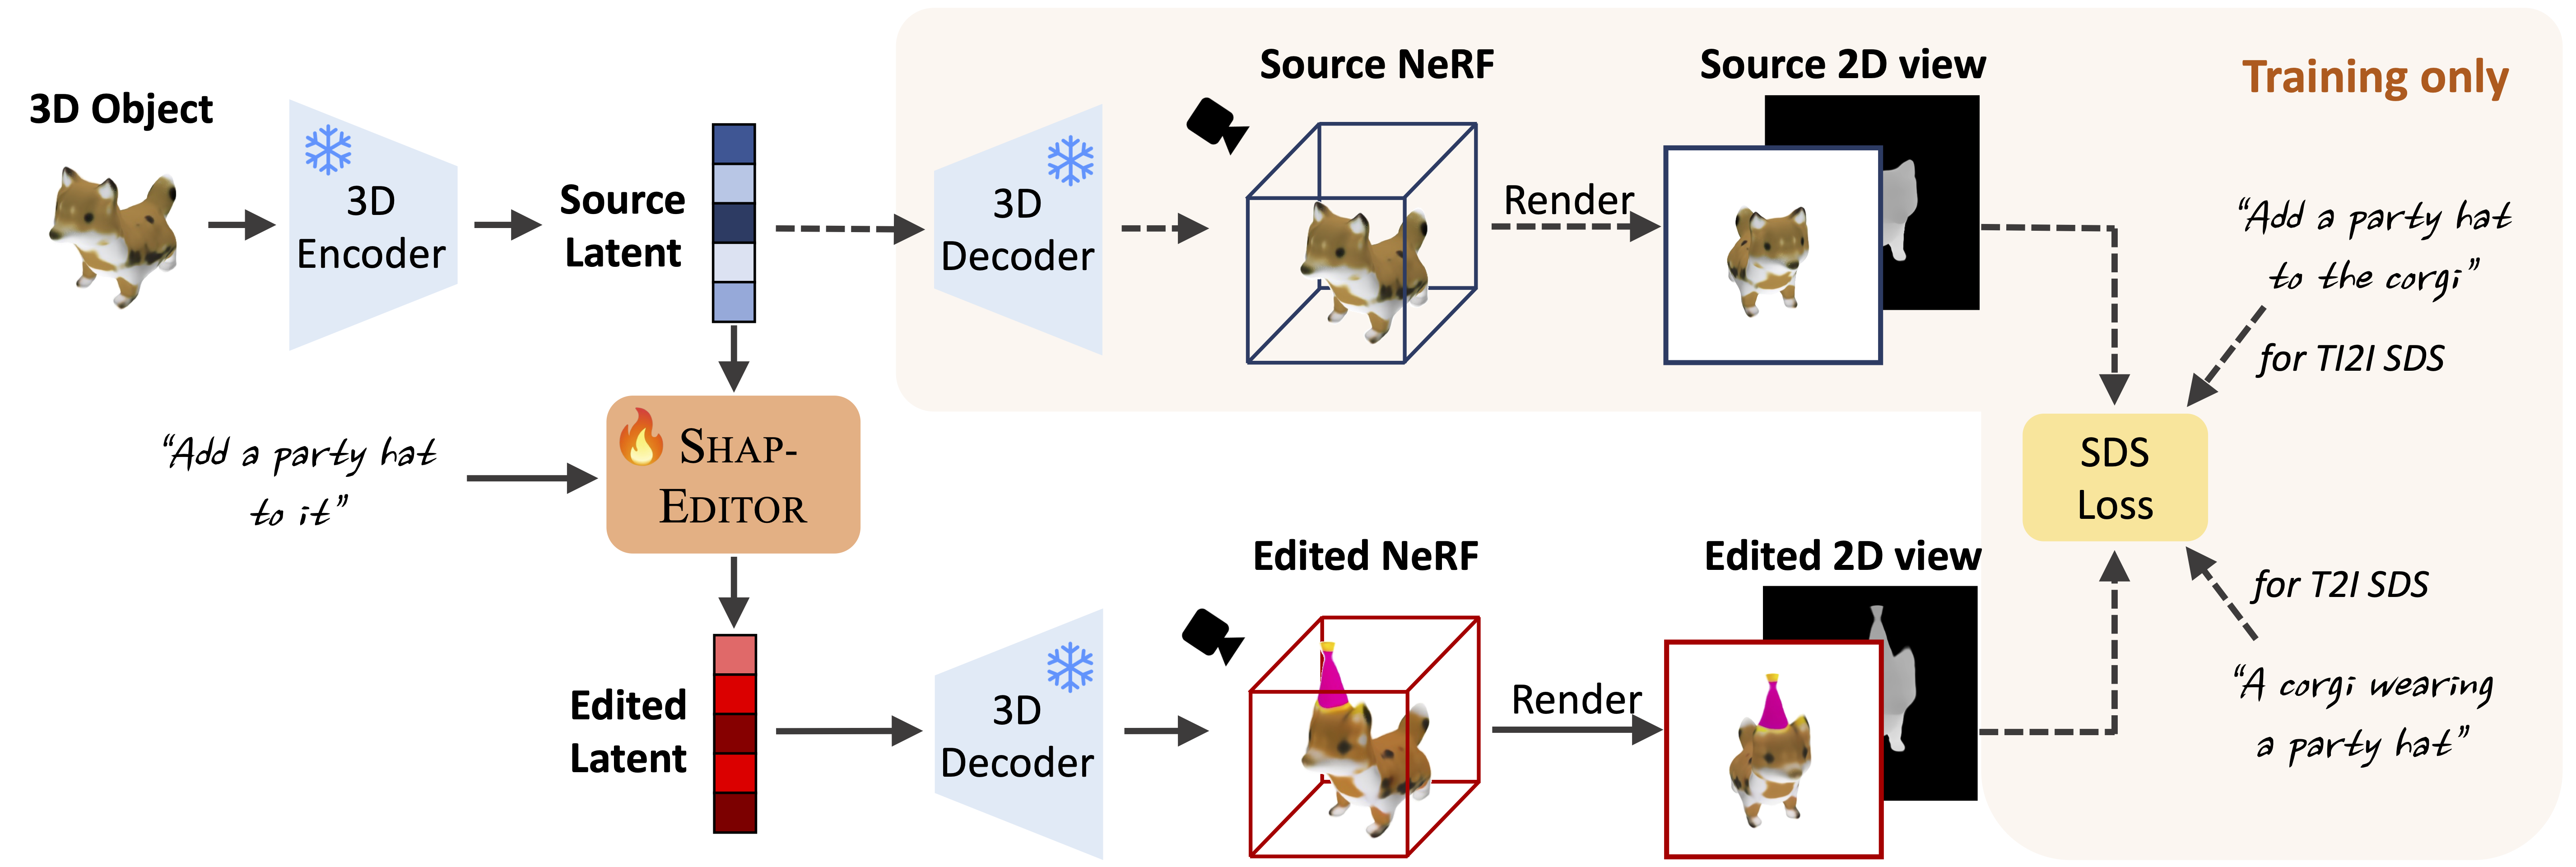 3D Object
3D
Encoder
Source
Latent
3D
Decoder
Source NeRF
Render
Source 2D view
Training only
“Add a party hat
to the corgi”
for TI2I SDS
“Add a party hat
to it”
SHAP-
EDITOR
SDS
Loss
Edited
Latent
3D
Decoder
Edited NeRF
Render
Edited 2D view
for T2I SDS
“A corgi wearing
a party hat”